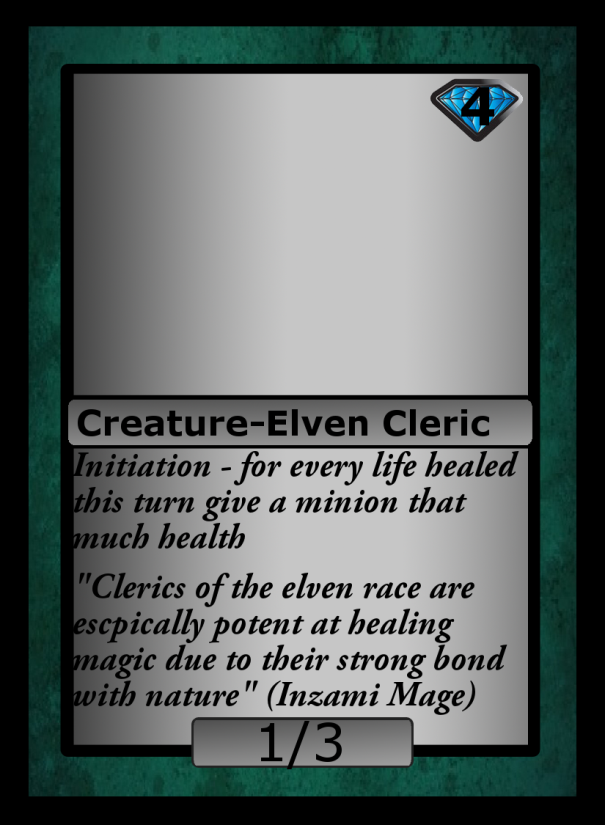 4
Creature-Elven Cleric
Initiation - for every life healed
this turn give a minion that
much health
"Clerics of the elven race are
escpically potent at healing
magic due to their strong bond
with nature" (Inzami Mage)
1/3